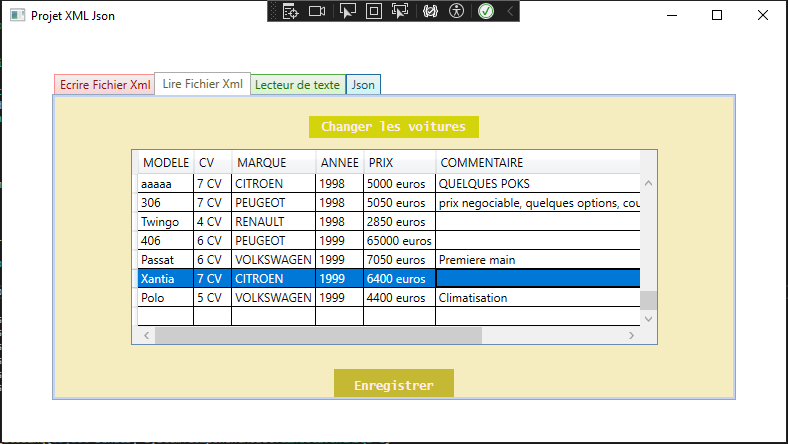 Projet XML Json
Ecrire Fichier Xml Lire Fichier Xml Lecteur de texte Json
Changer les voitures
MODELE CV MARQUE ANNEE PRIX COMMENTAIRE
aaaaa 7 CV CITROEN 1998 5000 euros QUELQUES POKS
306 7 CV PEUGEOT 1998 5050 euros prix negociable, quelques options, cou
Twingo 4 CV RENAULT 1998 2850 euros
406 6 CV PEUGEOT 1999 65000 euros
Passat 6 CV VOLKSWAGEN 1999 7050 euros Premiere main
Xantia 7 CV CITROEN 1999 6400 euros
Polo 5 CV VOLKSWAGEN 1999 4400 euros Climatisation
Enregistrer